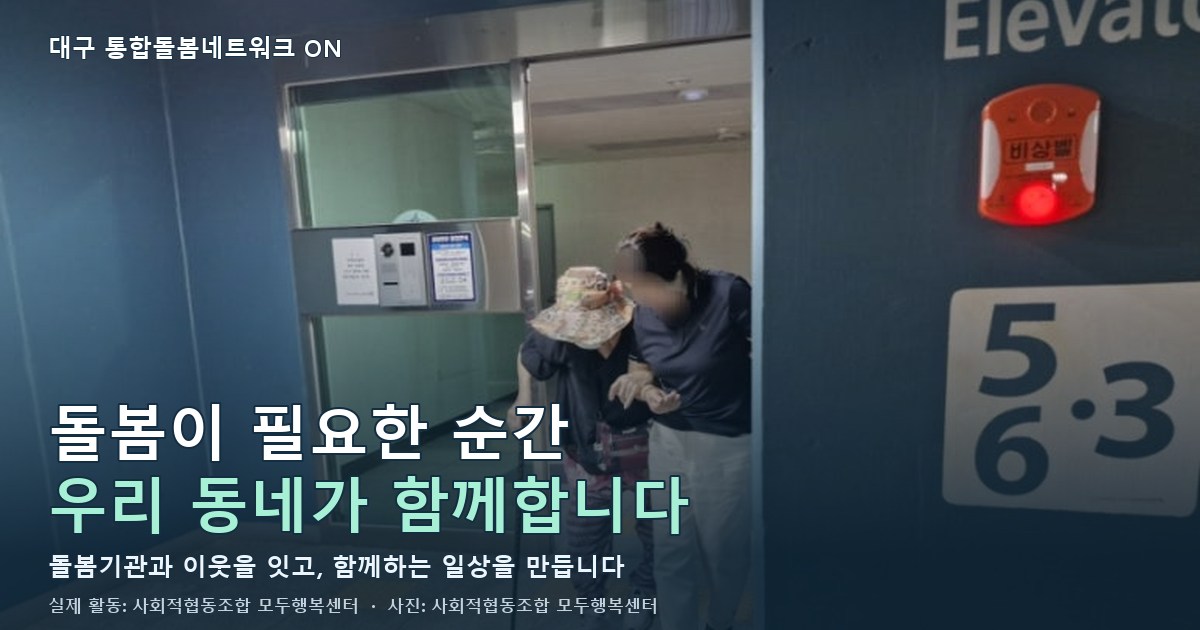 대구 통합돌봄네트워크 ON
Elevato
비상벨
5
6·3
돌봄이 필요한 순간
우리 동네가 함께합니다
돌봄기관과 이웃을 잇고, 함께하는 일상을 만듭니다
실제 활동: 사회적협동조합 모두행복센터 · 사진: 사회적협동조합 모두행복센터